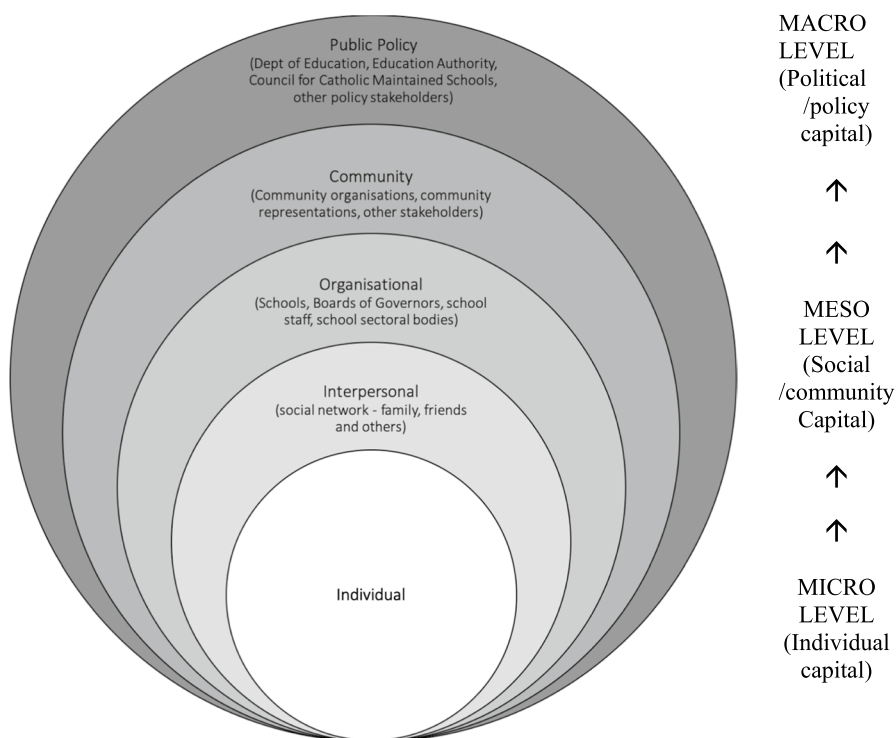 Public Policy
(Dept of Education, Education Authority,
Council for Catholic Maintained Schools,
other policy stakeholders)
Community
(Community organisations, community
representations, other stakeholders)
Organisational
(Schools, Boards of Governors, school
staff, school sectoral bodies)
Interpersonal
(social network - family, friends
and others)
Individual
MACRO
LEVEL
(Political
/policy
capital)
↑
↑
MESO
LEVEL
(Social
/community
Capital)
↑
↑
MICRO
LEVEL
(Individual
capital)